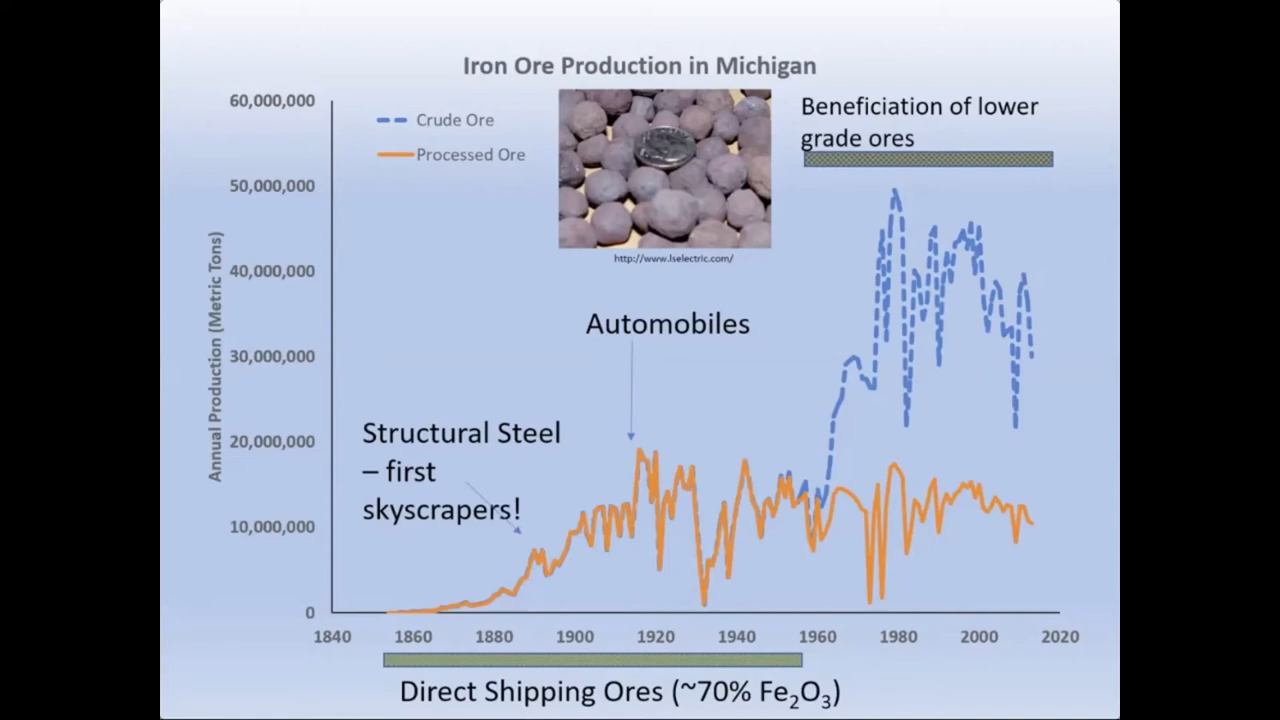 Iron Ore Production in Michigan
60,000,000
50,000,000
40,000,000
30,000,000
20,000,000
10,000,000
0
Annual Production (Metric Tons)
Crude Ore
Processed Ore
http://www.lselectric.com/
Beneficiation of lower
grade ores
Automobiles
Structural Steel
– first
skyscrapers!
1840
1860
1880
1900
1920
1940
1960
1980
2000
2020
Direct Shipping Ores (~70% Fe₂O₃)